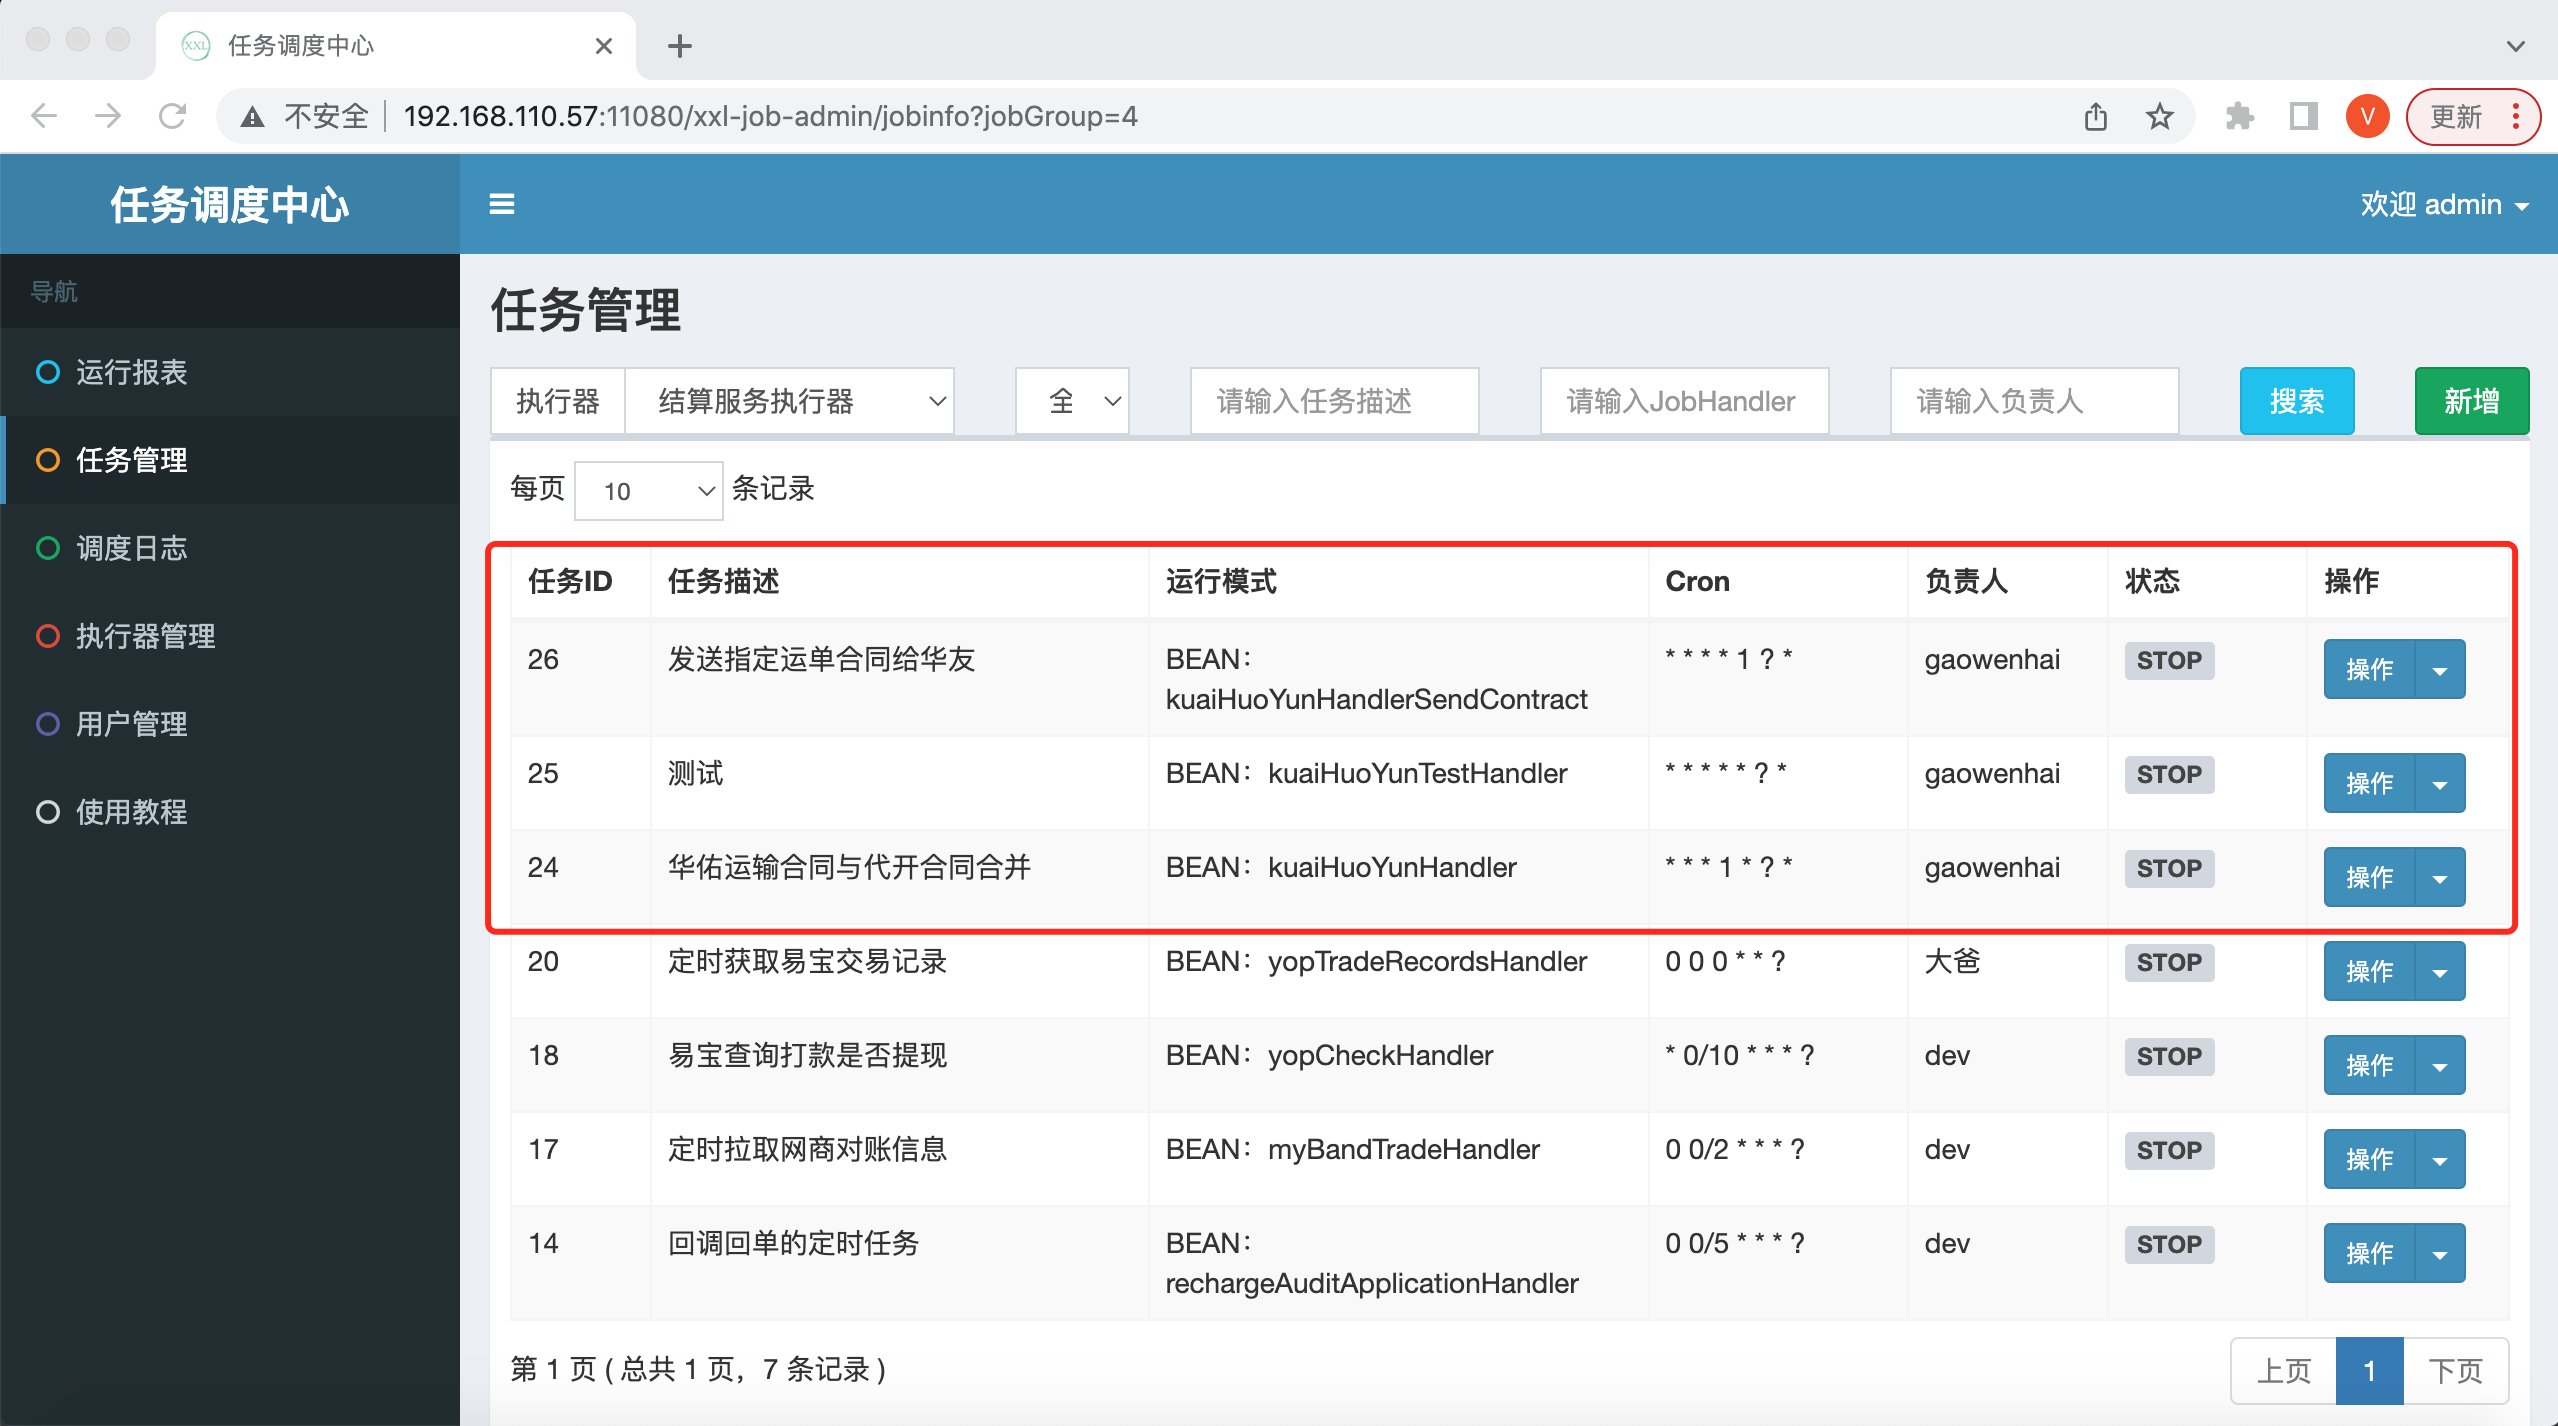 XXL 任务调度中心
不安全 192.168.110.57:11080/xxl-job-admin/jobinfo?jobGroup=4 V 更新
任务调度中心 欢迎 admin
导航
运行报表
任务管理
调度日志
执行器管理
用户管理
使用教程
任务管理
执行器 结算服务执行器 全 请输入任务描述 请输入JobHandler 请输入负责人 搜索 新增
每页 10 条记录
任务ID 任务描述 运行模式 Cron 负责人 状态 操作
26 发送指定运单合同给华友 BEAN：kuaiHuoYunHandlerSendContract * * * * 1 ? * gaowenhai STOP 操作
25 测试 BEAN：kuaiHuoYunTestHandler * * * * * ? * gaowenhai STOP 操作
24 华佑运输合同与代开合同合并 BEAN：kuaiHuoYunHandler * * * 1 * ? * gaowenhai STOP 操作
20 定时获取易宝交易记录 BEAN：yopTradeRecordsHandler 0 0 0 * * ? 大爸 STOP 操作
18 易宝查询打款是否提现 BEAN：yopCheckHandler * 0/10 * * * ? dev STOP 操作
17 定时拉取网商对账信息 BEAN：myBandTradeHandler 0 0/2 * * * ? dev STOP 操作
14 回调回单的定时任务 BEAN：rechargeAuditApplicationHandler 0 0/5 * * * ? dev STOP 操作
第 1 页 ( 总共 1 页，7 条记录 ) 上页 1 下页